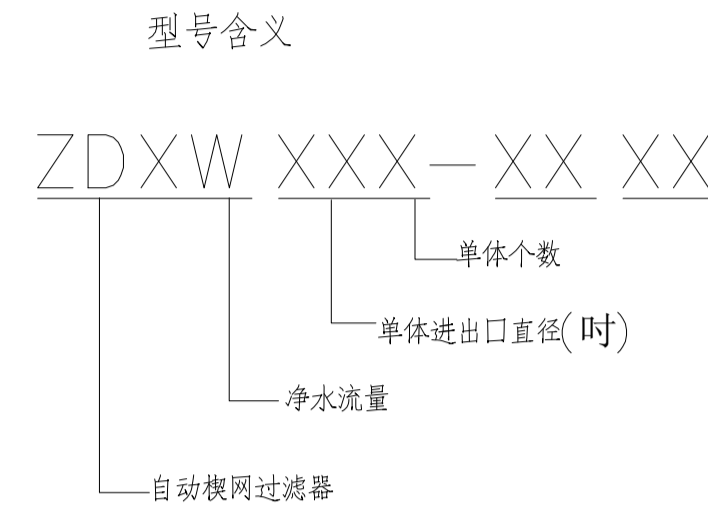 型号含义
ZDXW XXX—XX XX
单体个数
单体进出口直径(吋)
净水流量
自动楔网过滤器